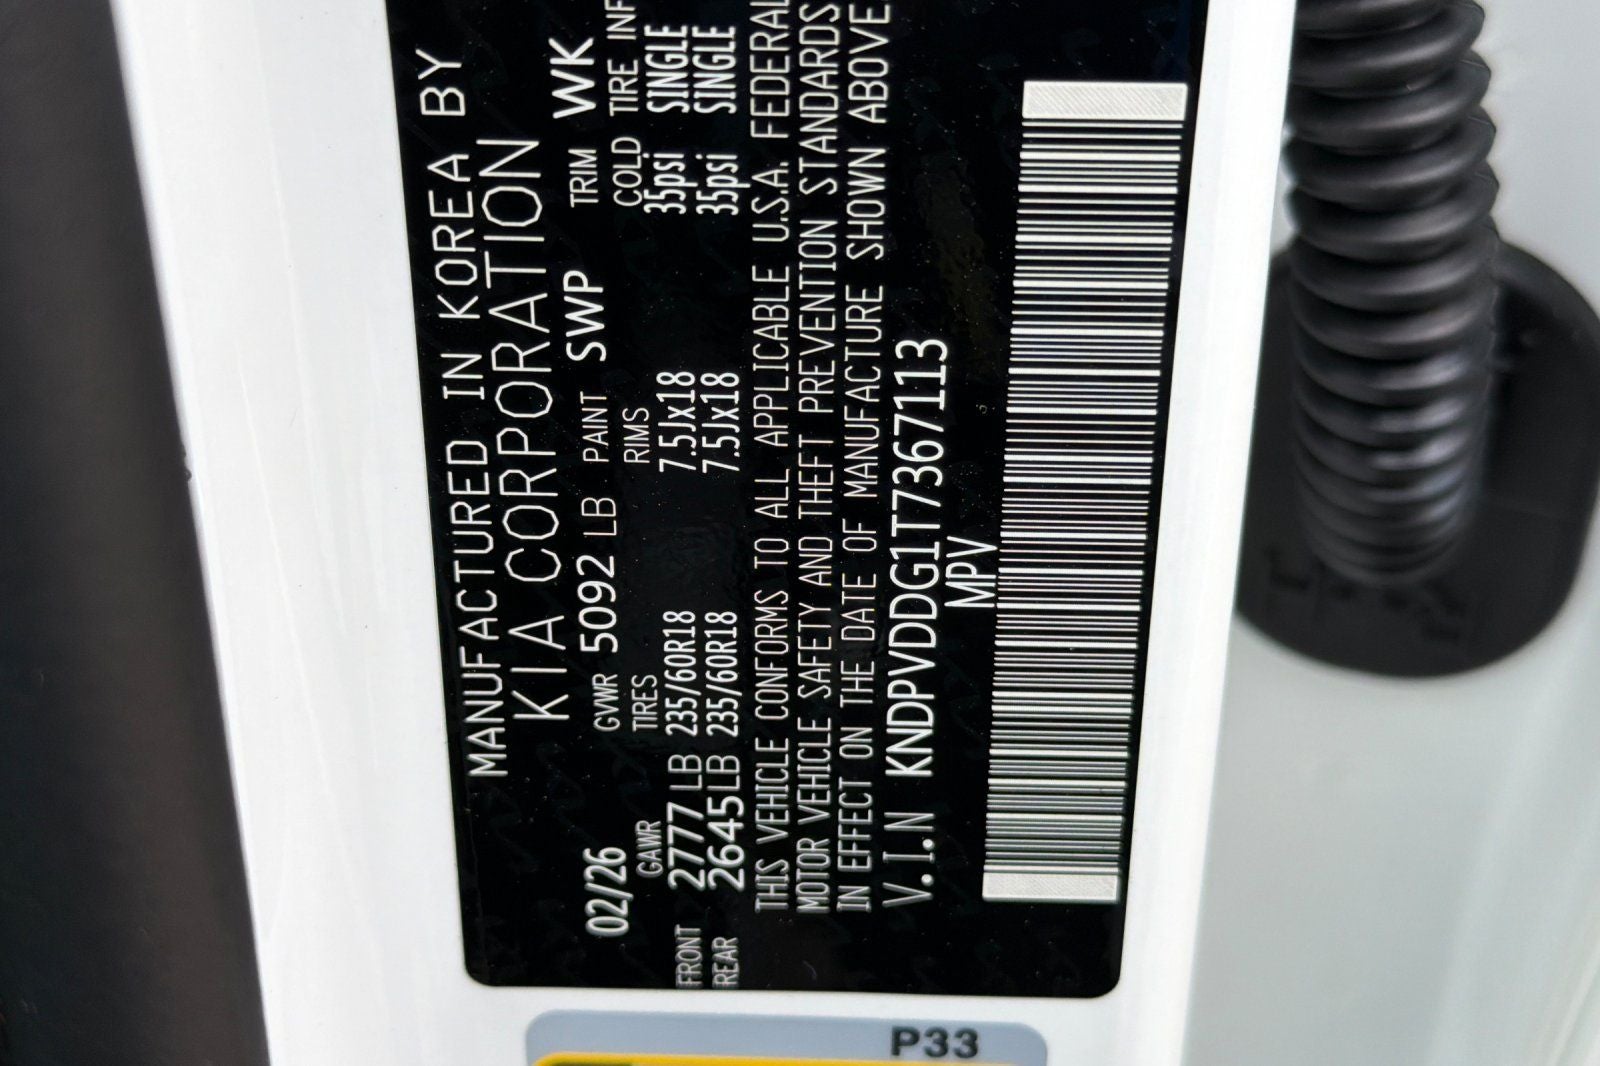 MANUFACTURED IN KOREA BY
KIA CORPORATION
02/26 GVWR 5092 LB PAINT SWP TRIM WK
GAWR TIRES RIMS COLD TIRE
FRONT 2777 LB 235/60R18 7.5Jx18 35psi SINGLE
REAR 2645 LB 235/60R18 7.5Jx18 35psi SINGLE
THIS VEHICLE CONFORMS TO ALL APPLICABLE U.S.A. FEDERAL
MOTOR VEHICLE SAFETY AND THEFT PREVENTION STANDARDS
IN EFFECT ON THE DATE OF MANUFACTURE SHOWN ABOVE
V.I.N KNDPVDDG1T7367113
MPV
P33